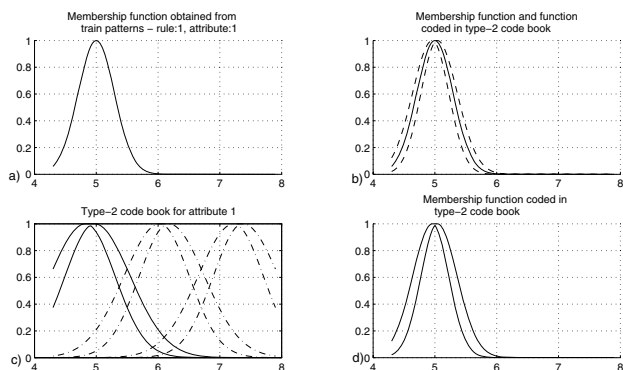 Membership function obtained from
train patterns – rule:1, attribute:1
1
0.8
0.6
0.4
0.2
0
4 5 6 7 8
a)
Membership function and function
coded in type–2 code book
1
0.8
0.6
0.4
0.2
0
4 5 6 7 8
b)
Type–2 code book for attribute 1
1
0.8
0.6
0.4
0.2
0
4 5 6 7 8
c)
Membership function coded in
type–2 code book
1
0.8
0.6
0.4
0.2
0
4 5 6 7 8
d)